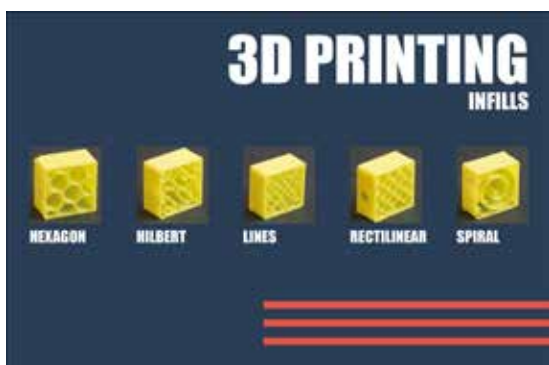 3D PRINTING
INFILLS
HEXAGON
HILBERT
LINES
RECTILINEAR
SPIRAL